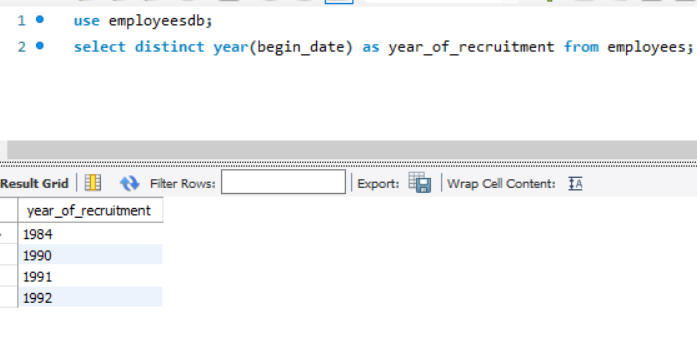 1 use employeesdb;
2 select distinct year(begin_date) as year_of_recruitment from employees;
Result Grid Filter Rows: Export: Wrap Cell Content: IA
year_of_recruitment
1984
1990
1991
1992